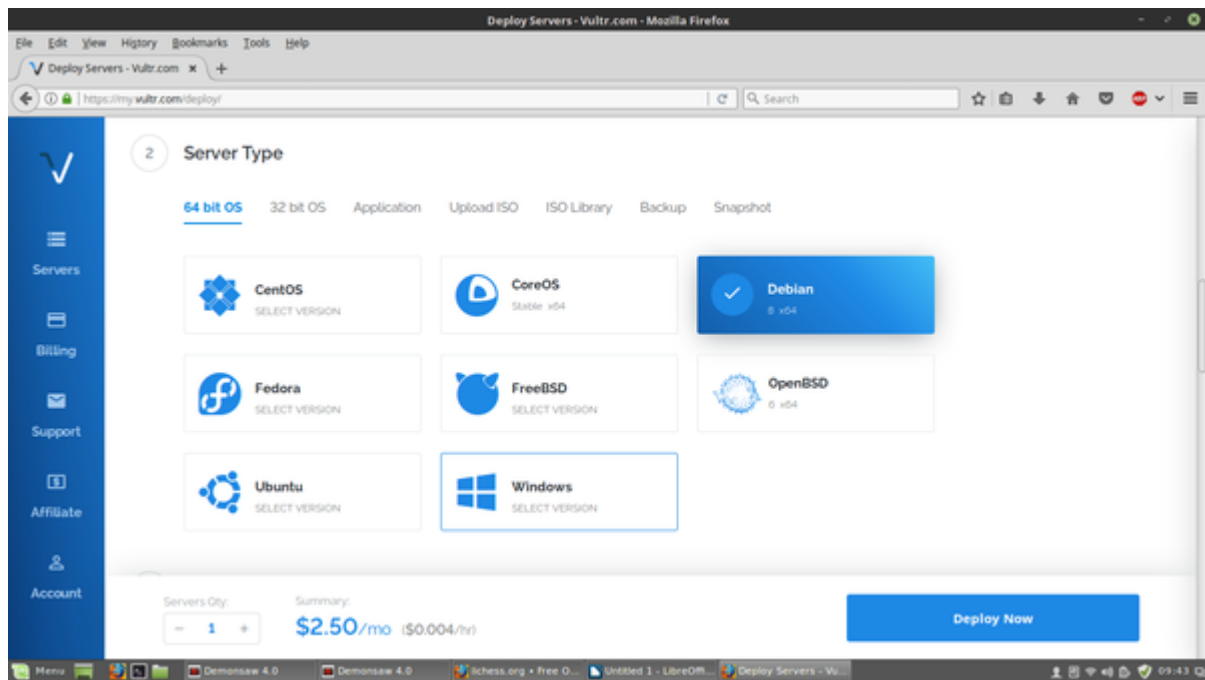 Deploy Servers - Vultr.com - Mozilla Firefox
File Edit View History Bookmarks Tools Help
Deploy Servers - Vultr.com
https://my.vultr.com/deploy/
Search
2 Server Type
64 bit OS 32 bit OS Application Upload ISO ISO Library Backup Snapshot
Servers
Billing
Support
Affiliate
Account
CentOS
SELECT VERSION
CoreOS
Stable x64
Debian
8 x64
Fedora
SELECT VERSION
FreeBSD
SELECT VERSION
OpenBSD
6 x64
Ubuntu
SELECT VERSION
Windows
SELECT VERSION
Servers Qty:
- 1 +
Summary:
$2.50/mo ($0.004/hr)
Deploy Now
Menu Demonsaw 4.0 Demonsaw 4.0 lichess.org • Free O... Untitled 1 - LibreOffi... Deploy Servers - Vu... 09:43